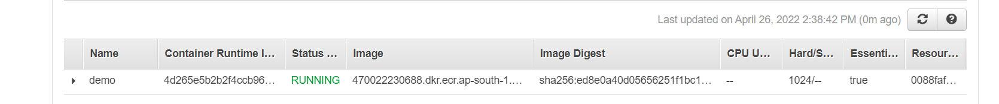 Last updated on April 26, 2022 2:38:42 PM (0m ago)
Name Container Runtime I... Status ... Image Image Digest CPU U... Hard/S... Essenti... Resour...
demo 4d265e5b2b2f4ccb96... RUNNING 470022230688.dkr.ecr.ap-south-1.... sha256:ed8e0a40d05656251f1bc1... -- 1024/-- true 0088faf...